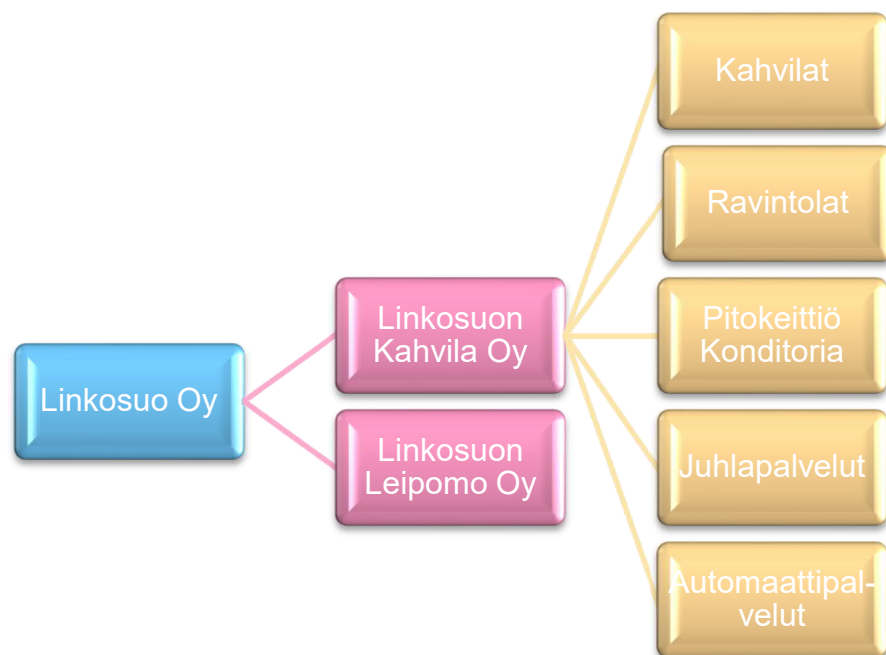 Linkosuo Oy
Linkosuon
Kahvila Oy
Linkosuon
Leipomo Oy
Kahvilat
Ravintolat
Pitokeittiö
Konditoria
Juhlapalvelut
Automaattipal-
velut